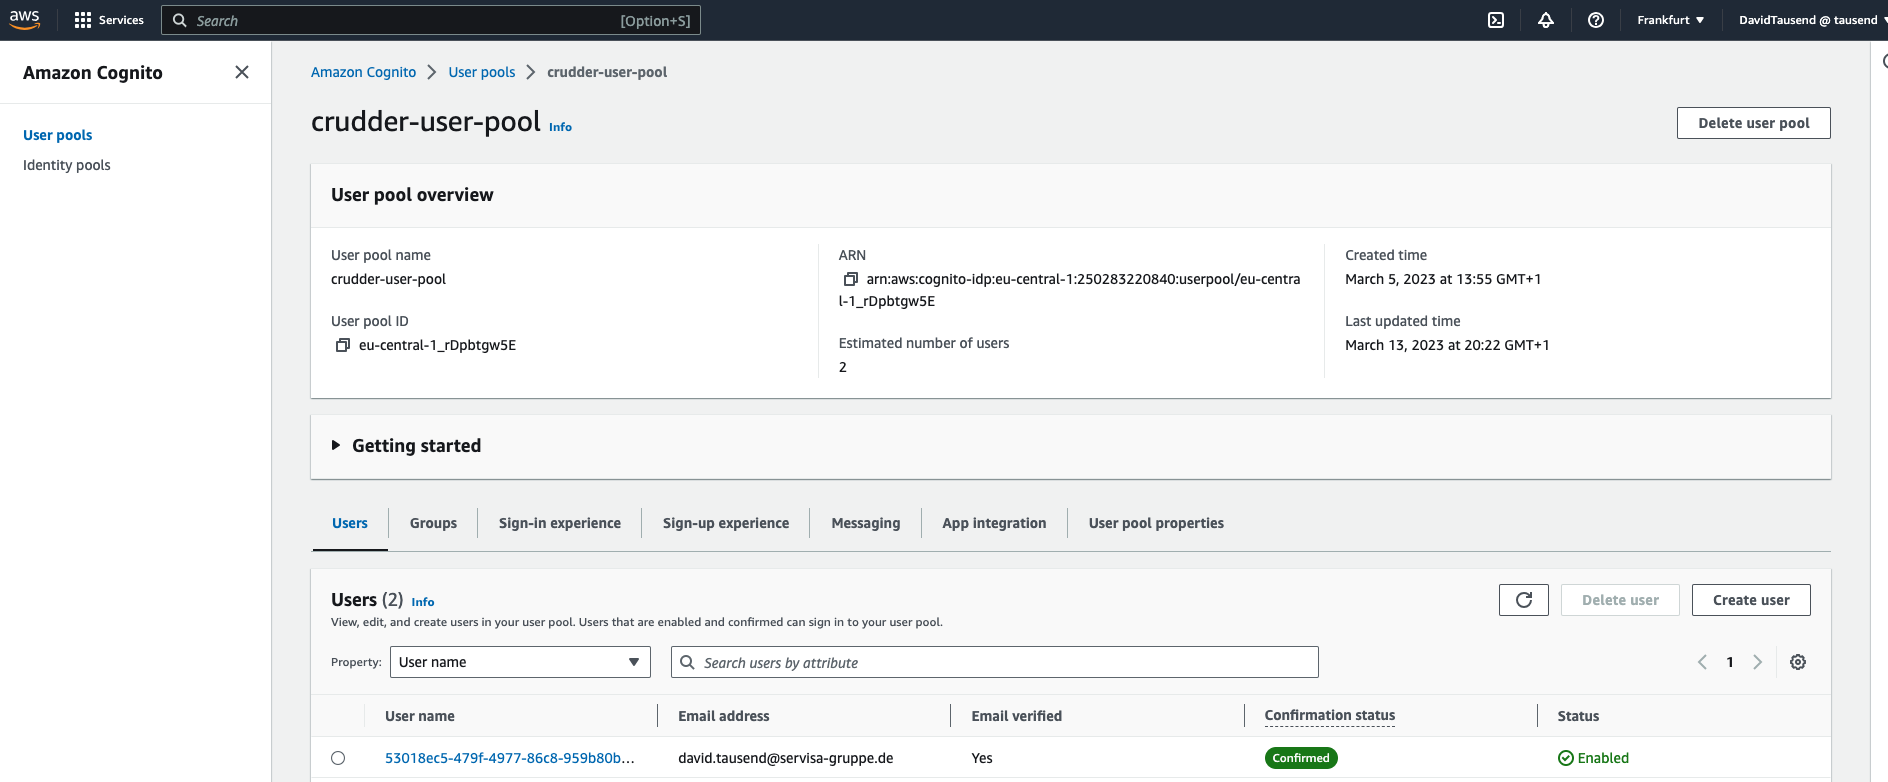 aws
Services
Search
[Option+S]
Frankfurt
DavidTausend @ tausend
Amazon Cognito
User pools
Identity pools
Amazon Cognito
User pools
crudder-user-pool
crudder-user-pool Info
Delete user pool
User pool overview
User pool name
crudder-user-pool
User pool ID
eu-central-1_rDpbtgw5E
ARN
arn:aws:cognito-idp:eu-central-1:250283220840:userpool/eu-centra
l-1_rDpbtgw5E
Estimated number of users
2
Created time
March 5, 2023 at 13:55 GMT+1
Last updated time
March 13, 2023 at 20:22 GMT+1
Getting started
Users
Groups
Sign-in experience
Sign-up experience
Messaging
App integration
User pool properties
Users (2) Info
View, edit, and create users in your user pool. Users that are enabled and confirmed can sign in to your user pool.
Delete user
Create user
Property:
User name
Search users by attribute
1
User name
Email address
Email verified
Confirmation status
Status
53018ec5-479f-4977-86c8-959b80b...
david.tausend@servisa-gruppe.de
Yes
Confirmed
Enabled